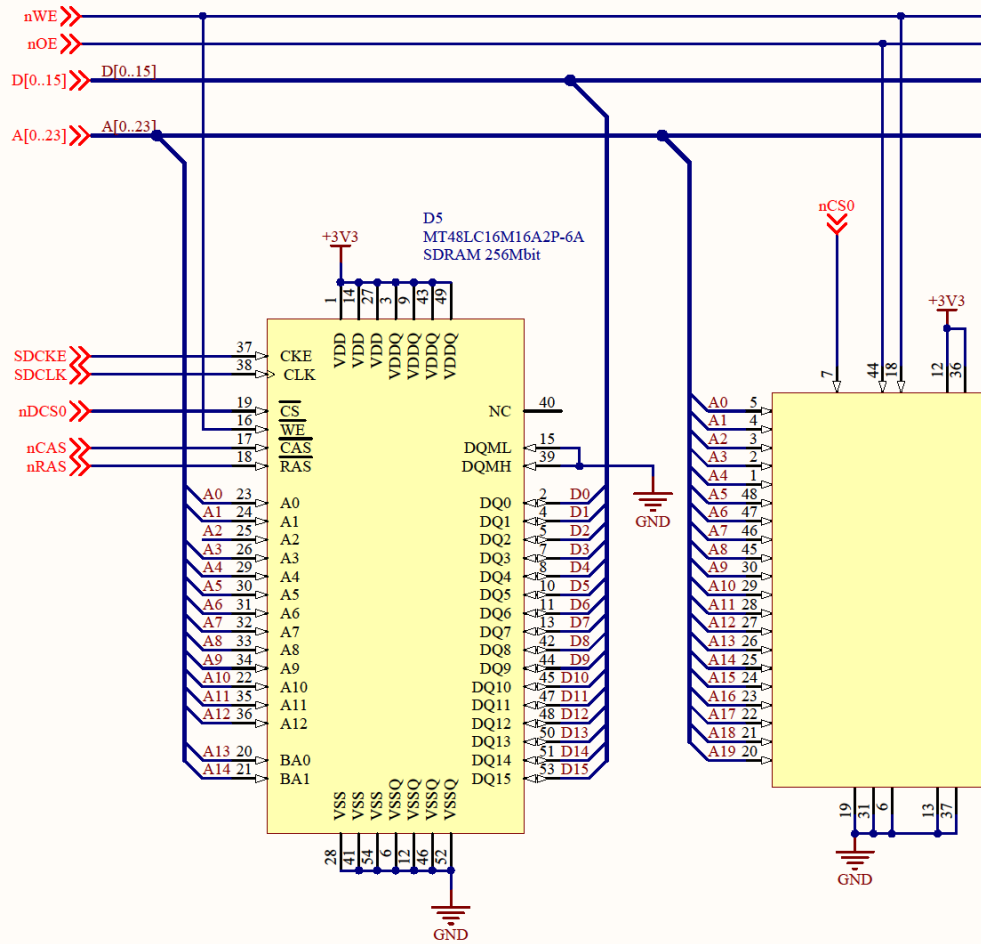 nWE
nOE
D[0..15] D[0..15]
A[0..23] A[0..23]
nCS0
D5
MT48LC16M16A2P-6A
SDRAM 256Mbit
+3V3
+3V3
1 14 27 3 9 43 49
VDD VDD VDD VDDQ VDDQ VDDQ VDDQ
7 44 18 12 36
SDCKE 37 CKE
SDCLK 38 CLK
nDCS0 19 CS NC 40
16 WE
nCAS 17 CAS DQML 15
nRAS 18 RAS DQMH 39
GND
A0 23 A0 DQ0 2 D0
A1 24 A1 DQ1 4 D1
A2 25 A2 DQ2 5 D2
A3 26 A3 DQ3 7 D3
A4 29 A4 DQ4 8 D4
A5 30 A5 DQ5 10 D5
A6 31 A6 DQ6 11 D6
A7 32 A7 DQ7 13 D7
A8 33 A8 DQ8 42 D8
A9 34 A9 DQ9 44 D9
A10 22 A10 DQ10 45 D10
A11 35 A11 DQ11 47 D11
A12 36 A12 DQ12 48 D12
DQ13 50 D13
A13 20 BA0 DQ14 51 D14
A14 21 BA1 DQ15 53 D15
VSS VSS VSS VSSQ VSSQ VSSQ VSSQ
28 41 54 6 12 46 52
GND
A0 5
A1 4
A2 3
A3 2
A4 1
A5 48
A6 47
A7 46
A8 45
A9 30
A10 29
A11 28
A12 27
A13 26
A14 25
A15 24
A16 23
A17 22
A18 21
A19 20
19 31 6 13 37
GND